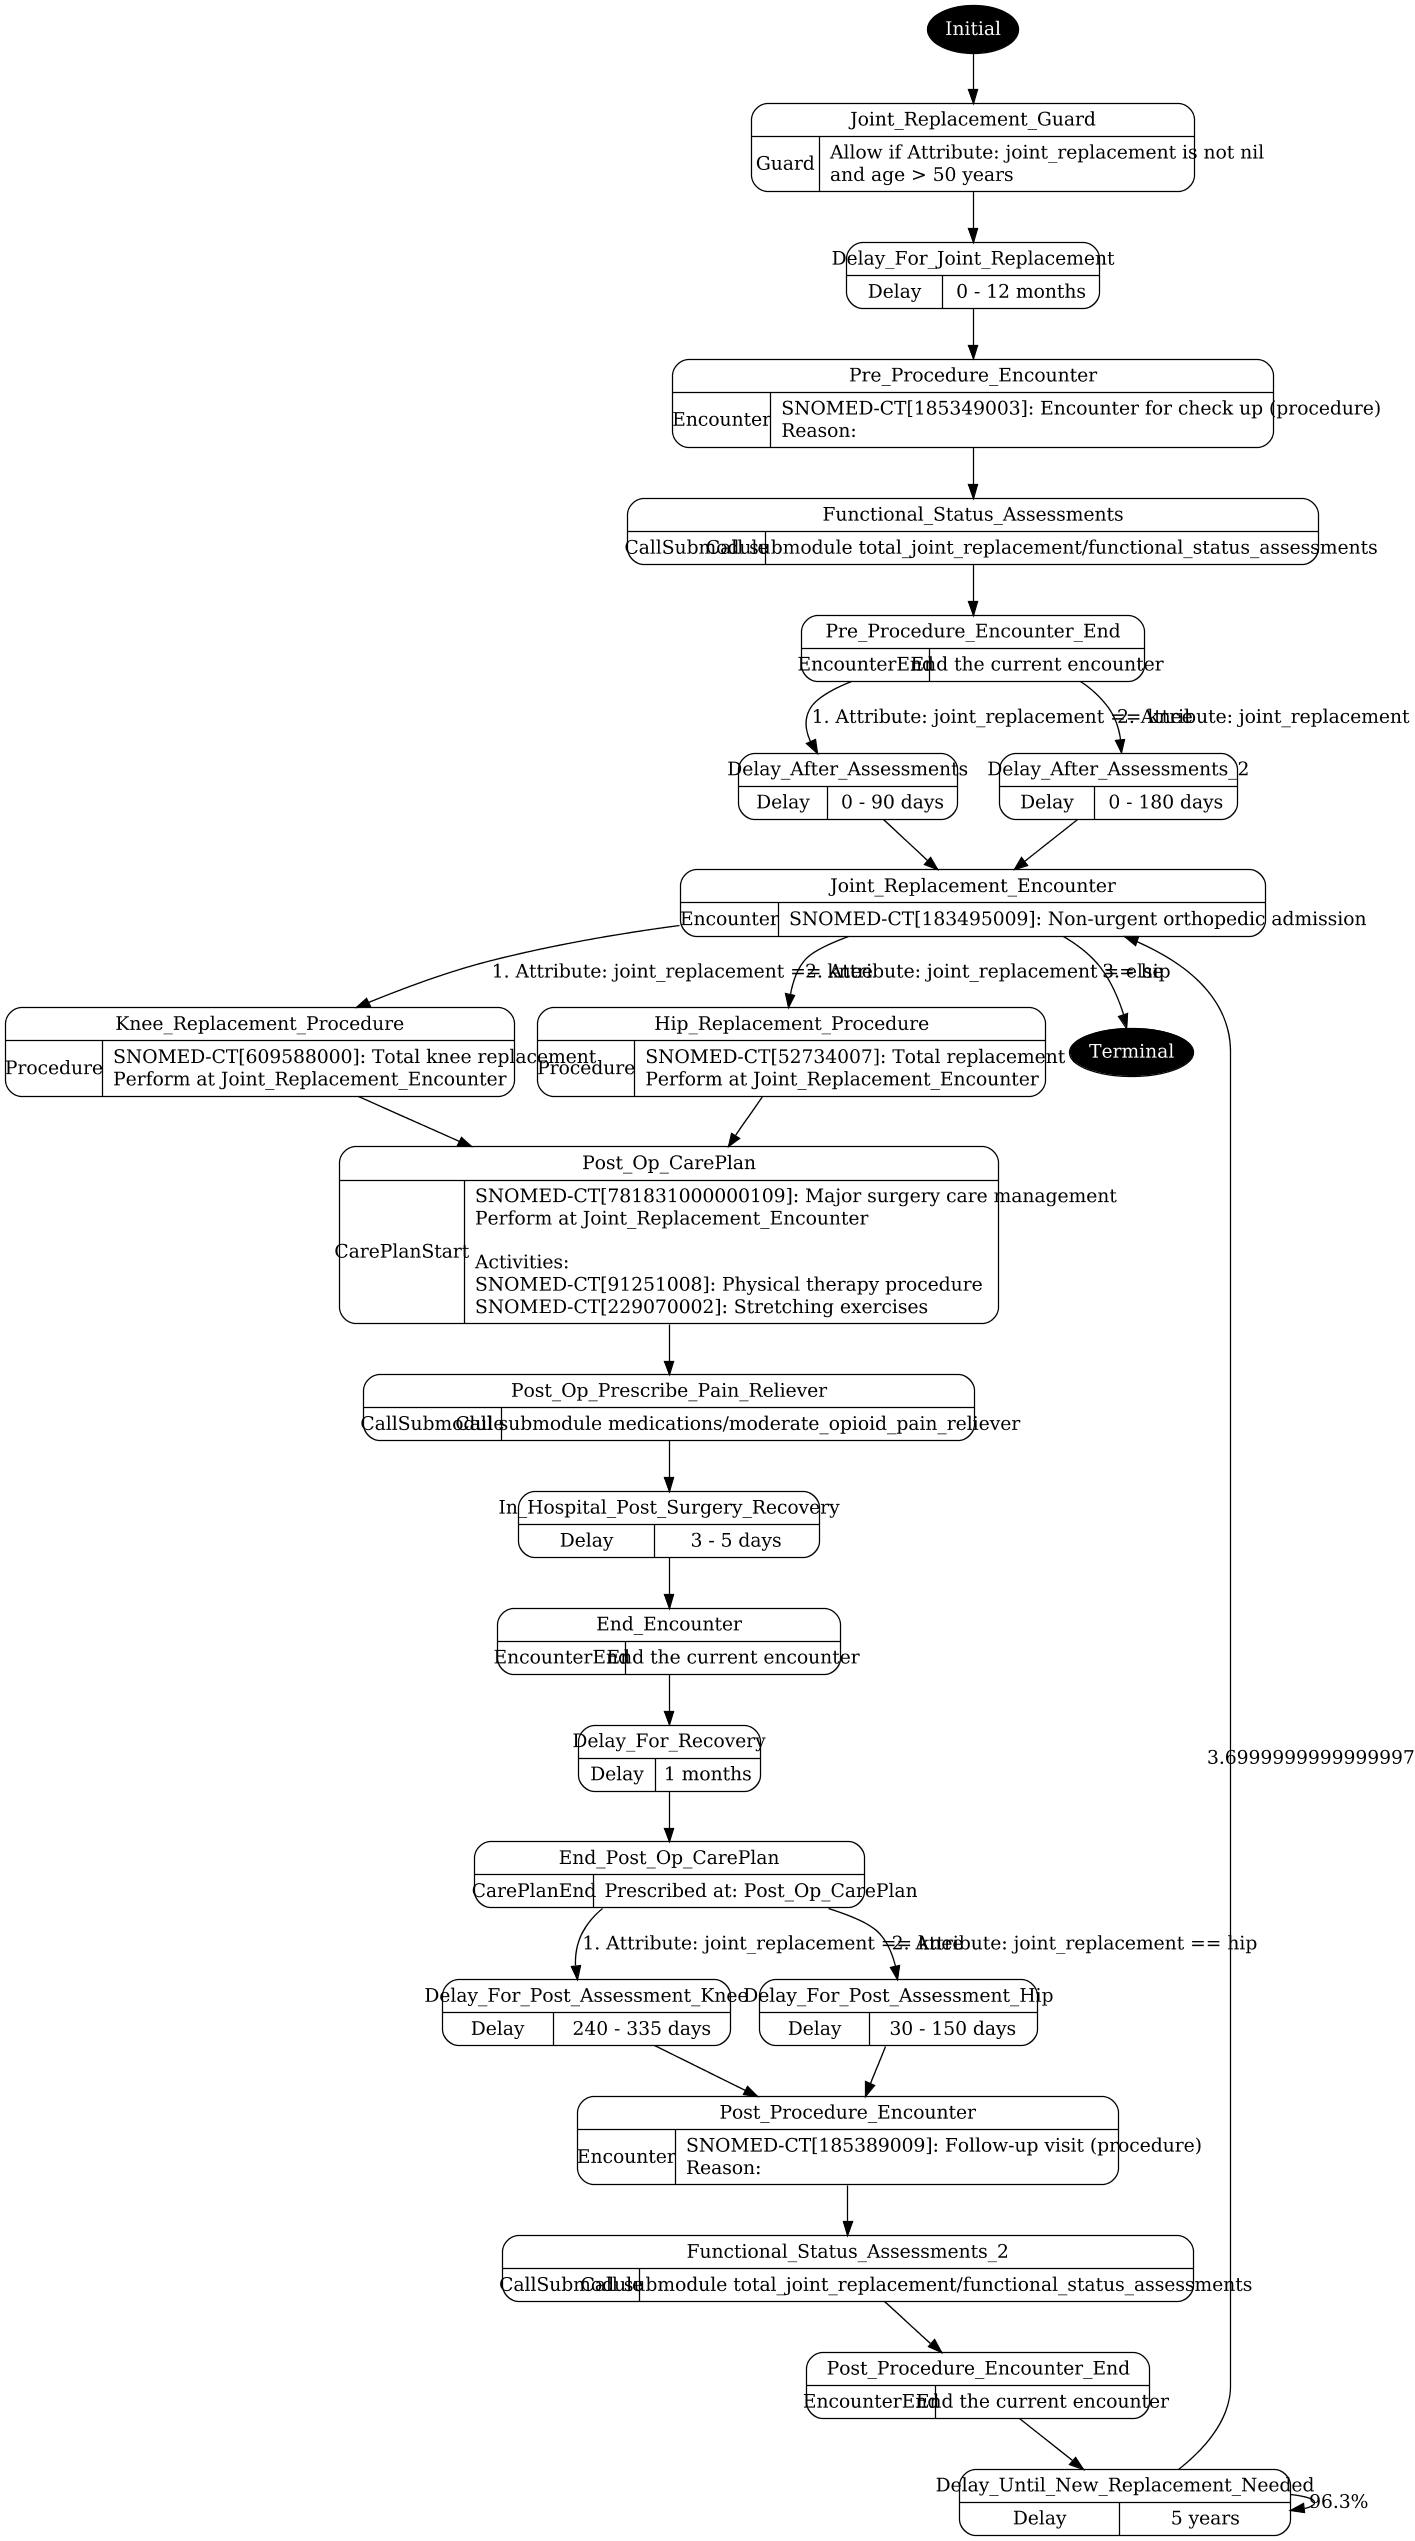 Initial
Joint_Replacement_Guard
Guard
Allow if Attribute: joint_replacement is not nil
and age > 50 years
Delay_For_Joint_Replacement
Delay
0 - 12 months
Pre_Procedure_Encounter
Encounter
SNOMED-CT[185349003]: Encounter for check up (procedure)
Reason:
Functional_Status_Assessments
CallSubmodule
Call submodule total_joint_replacement/functional_status_assessments
Pre_Procedure_Encounter_End
EncounterEnd
End the current encounter
1. Attribute: joint_replacement == knee
2. Attribute: joint_replacement
Delay_After_Assessments
Delay
0 - 90 days
Delay_After_Assessments_2
Delay
0 - 180 days
Joint_Replacement_Encounter
Encounter
SNOMED-CT[183495009]: Non-urgent orthopedic admission
1. Attribute: joint_replacement == knee
2. Attribute: joint_replacement == hip
3. else
Knee_Replacement_Procedure
Procedure
SNOMED-CT[609588000]: Total knee replacement
Perform at Joint_Replacement_Encounter
Hip_Replacement_Procedure
Procedure
SNOMED-CT[52734007]: Total replacement
Perform at Joint_Replacement_Encounter
Terminal
Post_Op_CarePlan
CarePlanStart
SNOMED-CT[781831000000109]: Major surgery care management
Perform at Joint_Replacement_Encounter
Activities:
SNOMED-CT[91251008]: Physical therapy procedure
SNOMED-CT[229070002]: Stretching exercises
Post_Op_Prescribe_Pain_Reliever
CallSubmodule
Call submodule medications/moderate_opioid_pain_reliever
In_Hospital_Post_Surgery_Recovery
Delay
3 - 5 days
End_Encounter
EncounterEnd
End the current encounter
Delay_For_Recovery
Delay
1 months
3.6999999999999997
End_Post_Op_CarePlan
CarePlanEnd
Prescribed at: Post_Op_CarePlan
1. Attribute: joint_replacement == knee
2. Attribute: joint_replacement == hip
Delay_For_Post_Assessment_Knee
Delay
240 - 335 days
Delay_For_Post_Assessment_Hip
Delay
30 - 150 days
Post_Procedure_Encounter
Encounter
SNOMED-CT[185389009]: Follow-up visit (procedure)
Reason:
Functional_Status_Assessments_2
CallSubmodule
Call submodule total_joint_replacement/functional_status_assessments
Post_Procedure_Encounter_End
EncounterEnd
End the current encounter
Delay_Until_New_Replacement_Needed
Delay
5 years
96.3%